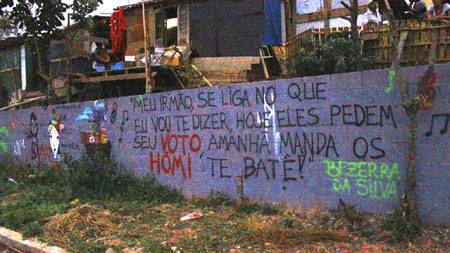 "MEU IRMÃO, SE LIGA NO QUE
EU VOU TE DIZER, HOJE ELES PEDEM
SEU VOTO, AMANHÃ MANDA OS
HÔMI TE BATÊ!"
BEZERRA
DA SILVA